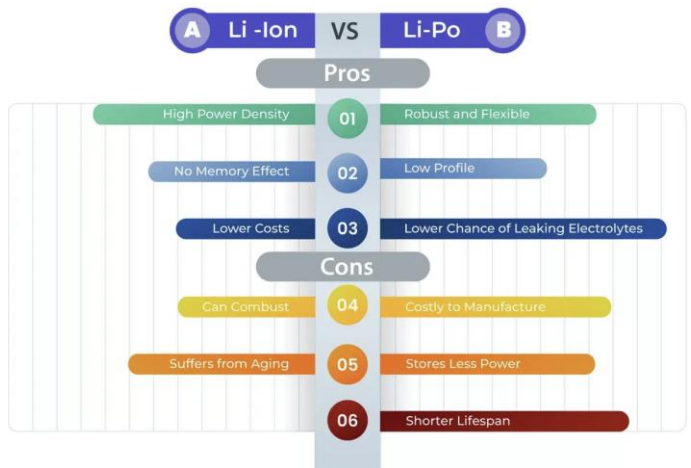 A Li -Ion VS Li-Po B
Pros
High Power Density 01 Robust and Flexible
No Memory Effect 02 Low Profile
Lower Costs 03 Lower Chance of Leaking Electrolytes
Cons
Can Combust 04 Costly to Manufacture
Suffers from Aging 05 Stores Less Power
06 Shorter Lifespan